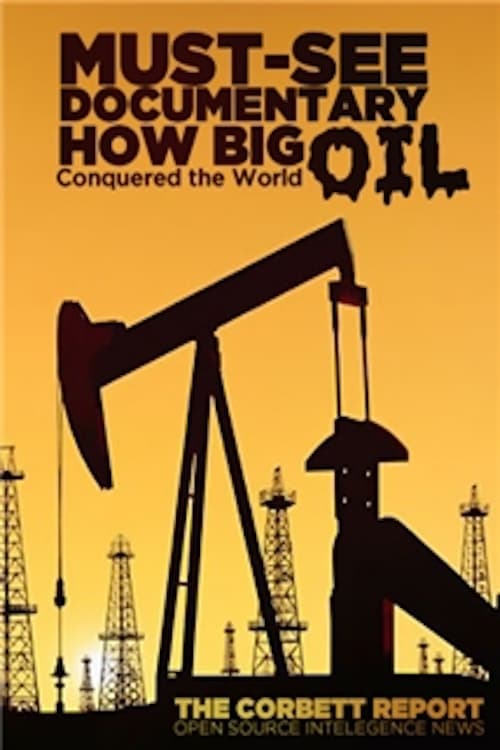 MUST-SEE
DOCUMENTARY
HOW BIG OIL
Conquered the World
THE CORBETT REPORT
OPEN SOURCE INTELEGENCE NEWS